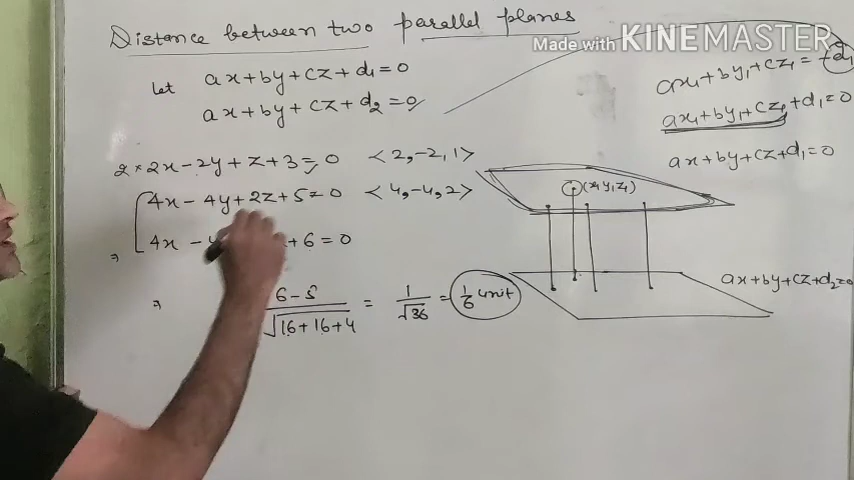 Distance between two parallel planes
Made with KINEMASTER
let ax + by + cz + d₁ = 0
ax + by + cz + d₂ = 0
2 × 2x - 2y + z + 3 = 0 <2, -2, 1>
4x - 4y + 2z + 5 = 0 <4, -4, 2>
⇒ 4x - + 6 = 0
⇒ 6 - 5 / √16 + 16 + 4 = 1 / √36 = 1/6 unit
ax₁ + by₁ + cz₁ = -d₁
ax₁ + by₁ + cz₁ + d₁ = 0
ax + by + cz + d₁ = 0
(x₁ y₁ z₁)
ax + by + cz + d₂ = 0